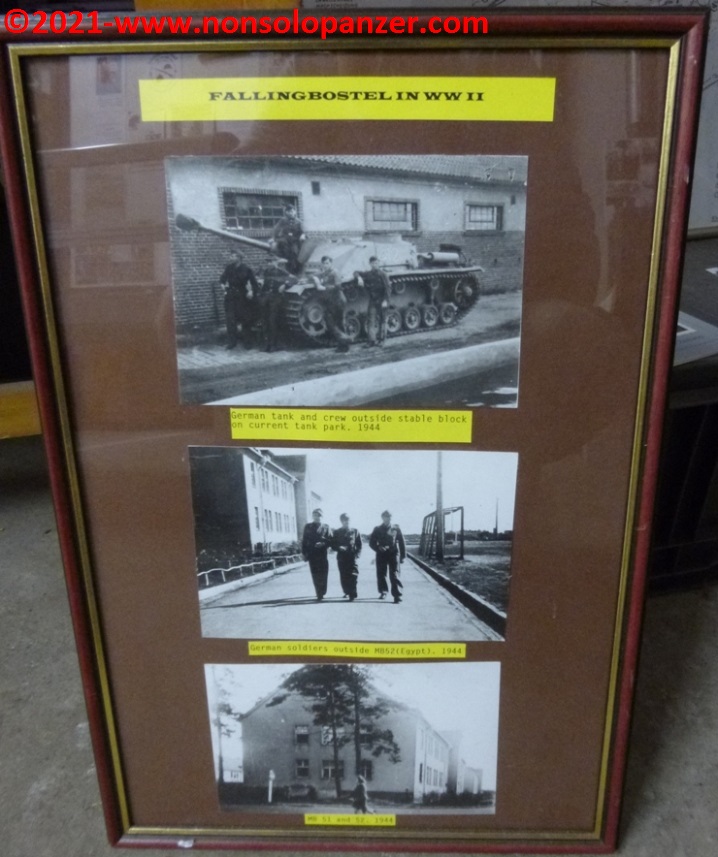 ©2021-www.nonsolopanzer.com
FALLINGBOSTEL IN WW II
German tank and crew outside stable block
on current tank park. 1944
German soldiers outside MB52(Egypt). 1944
MB 51 and 52. 1944